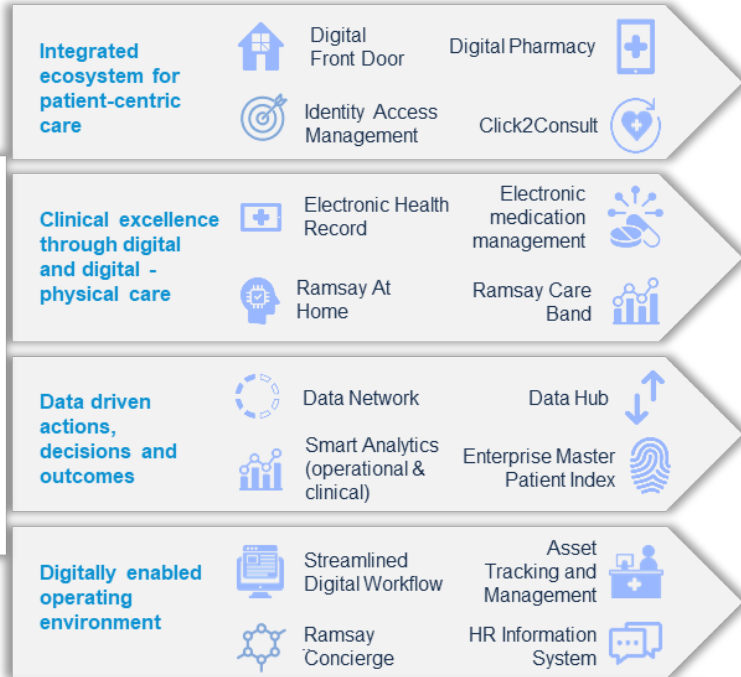 Integrated
ecosystem for
patient-centric
care
Digital
Front Door
Digital Pharmacy
Identity Access
Management
Click2Consult
Clinical excellence
through digital
and digital -
physical care
Electronic Health
Record
Electronic
medication
management
Ramsay At
Home
Ramsay Care
Band
Data driven
actions,
decisions and
outcomes
Data Network
Data Hub
Smart Analytics
(operational &
clinical)
Enterprise Master
Patient Index
Digitally enabled
operating
environment
Streamlined
Digital Workflow
Asset
Tracking and
Management
Ramsay
Concierge
HR Information
System